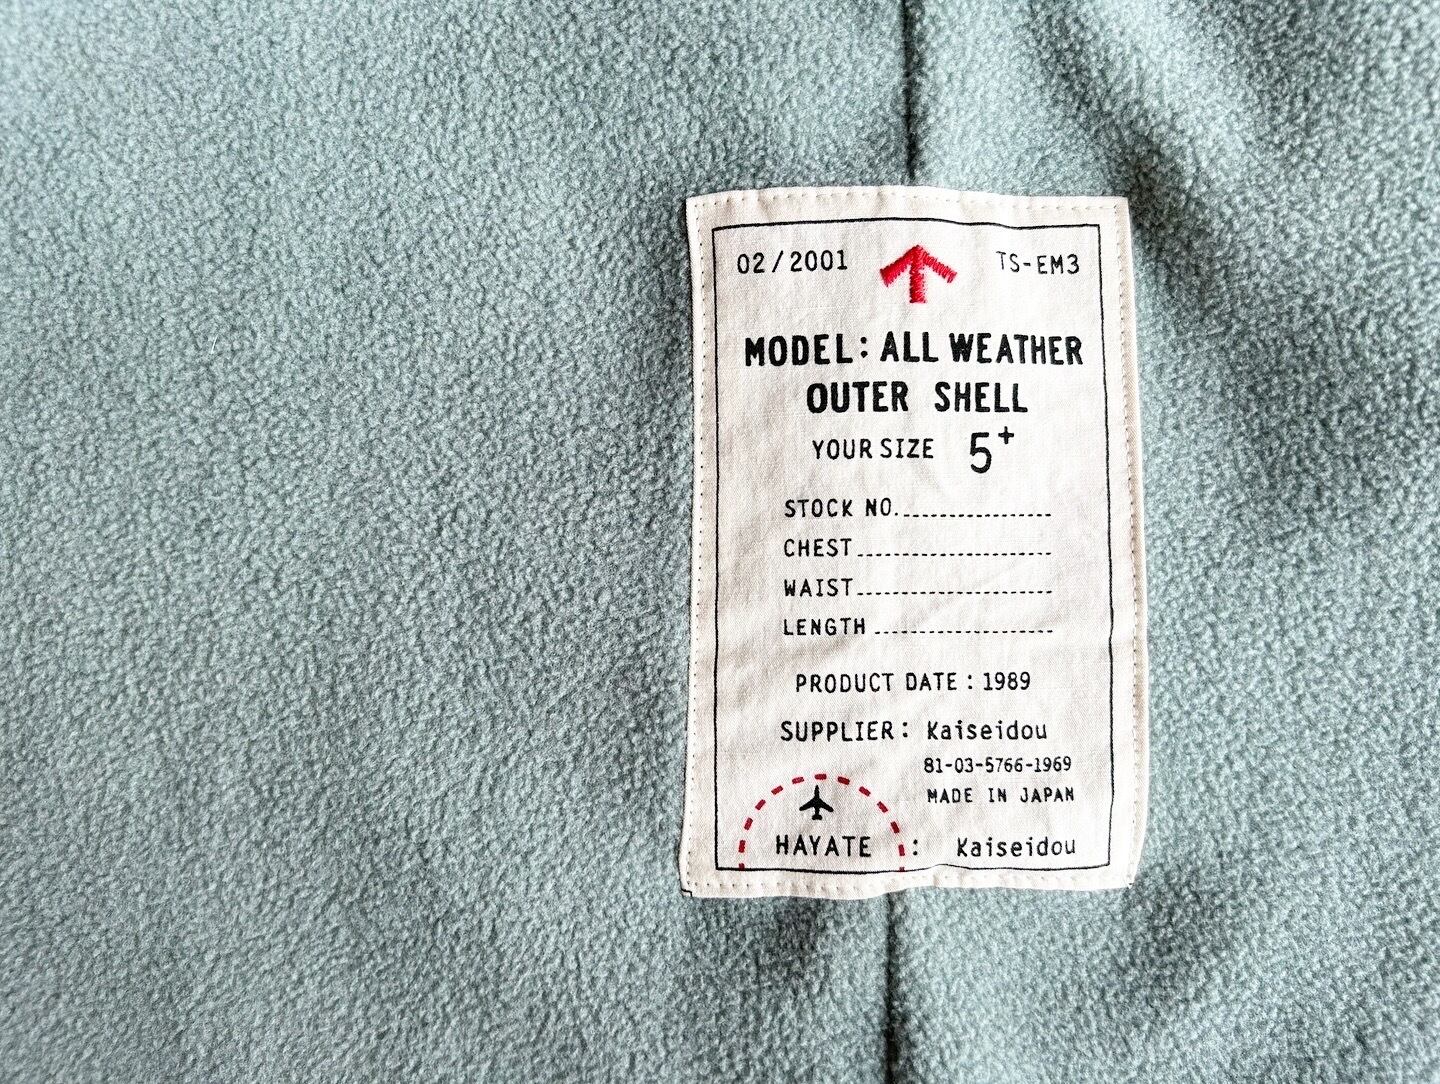 02/2001 TS-EM3
MODEL: ALL WEATHER
OUTER SHELL
YOUR SIZE 5+
STOCK NO.
CHEST
WAIST
LENGTH
PRODUCT DATE : 1989
SUPPLIER: Kaiseidou
81-03-5766-1969
MADE IN JAPAN
HAYATE : Kaiseidou